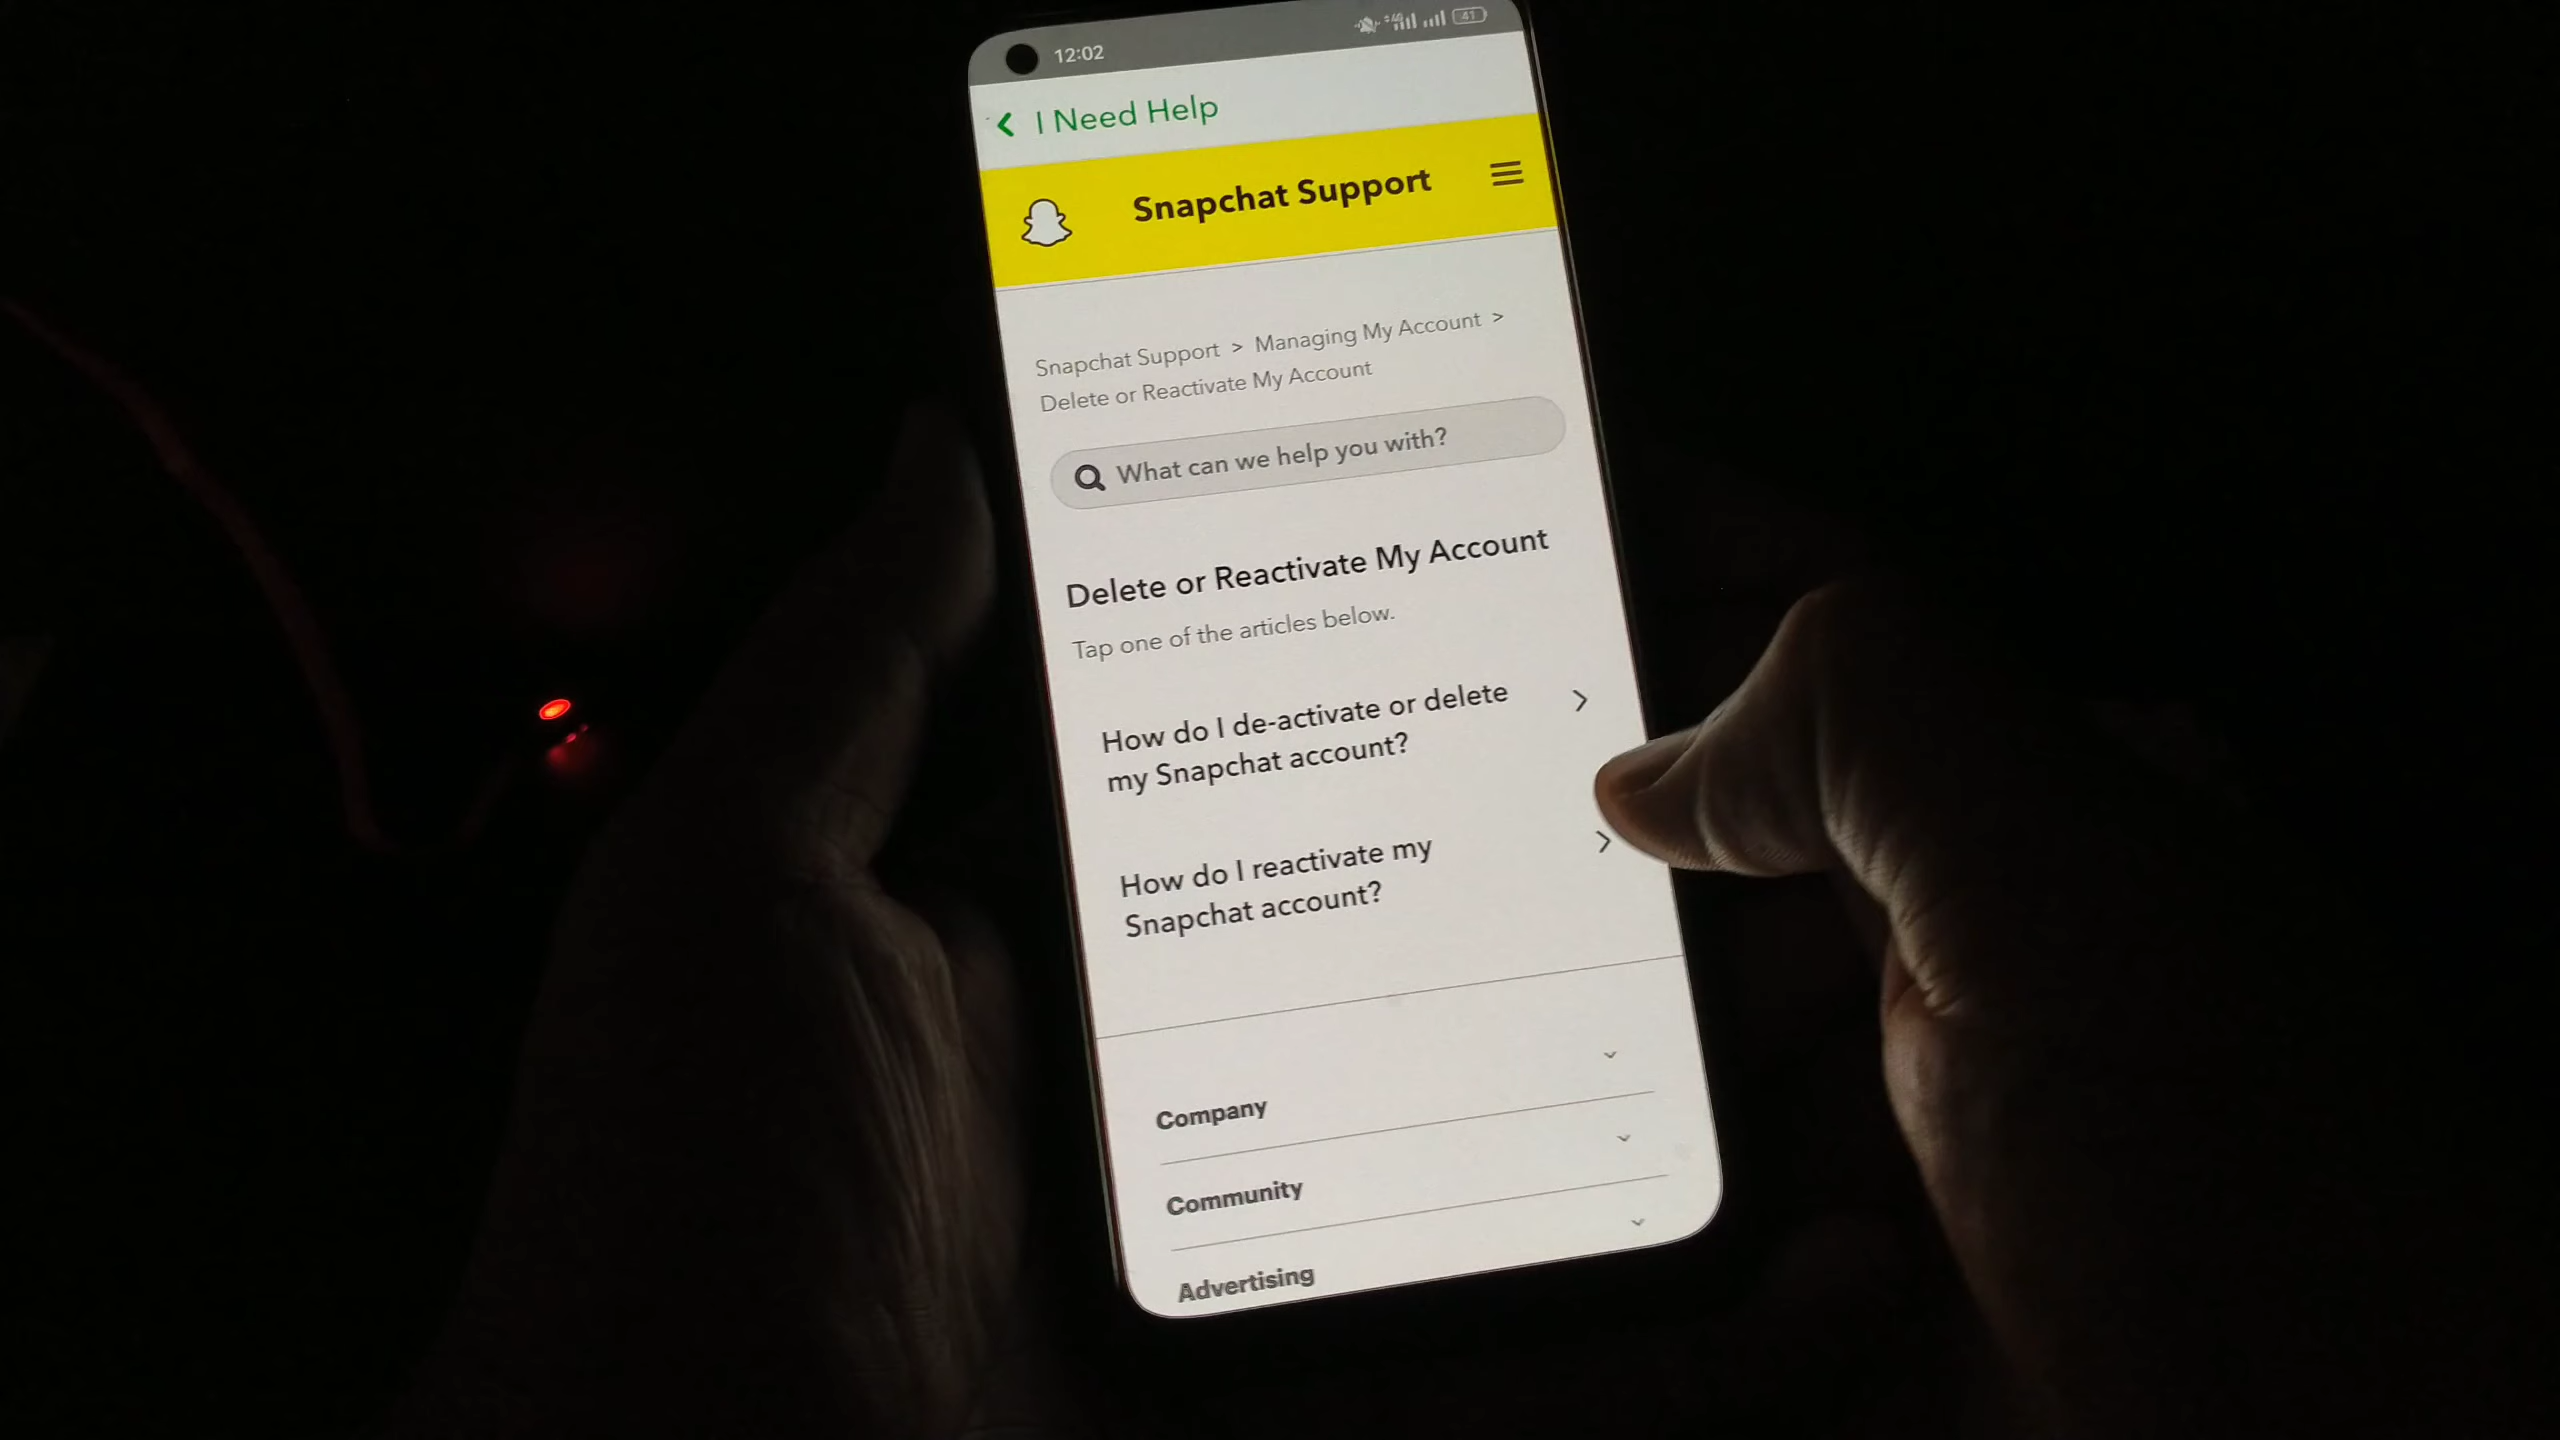 12:02
4G
41
I Need Help
Snapchat Support
Snapchat Support > Managing My Account >
Delete or Reactivate My Account
What can we help you with?
Delete or Reactivate My Account
Tap one of the articles below.
How do I de-activate or delete
my Snapchat account?
How do I reactivate my
Snapchat account?
Company
Community
Advertising